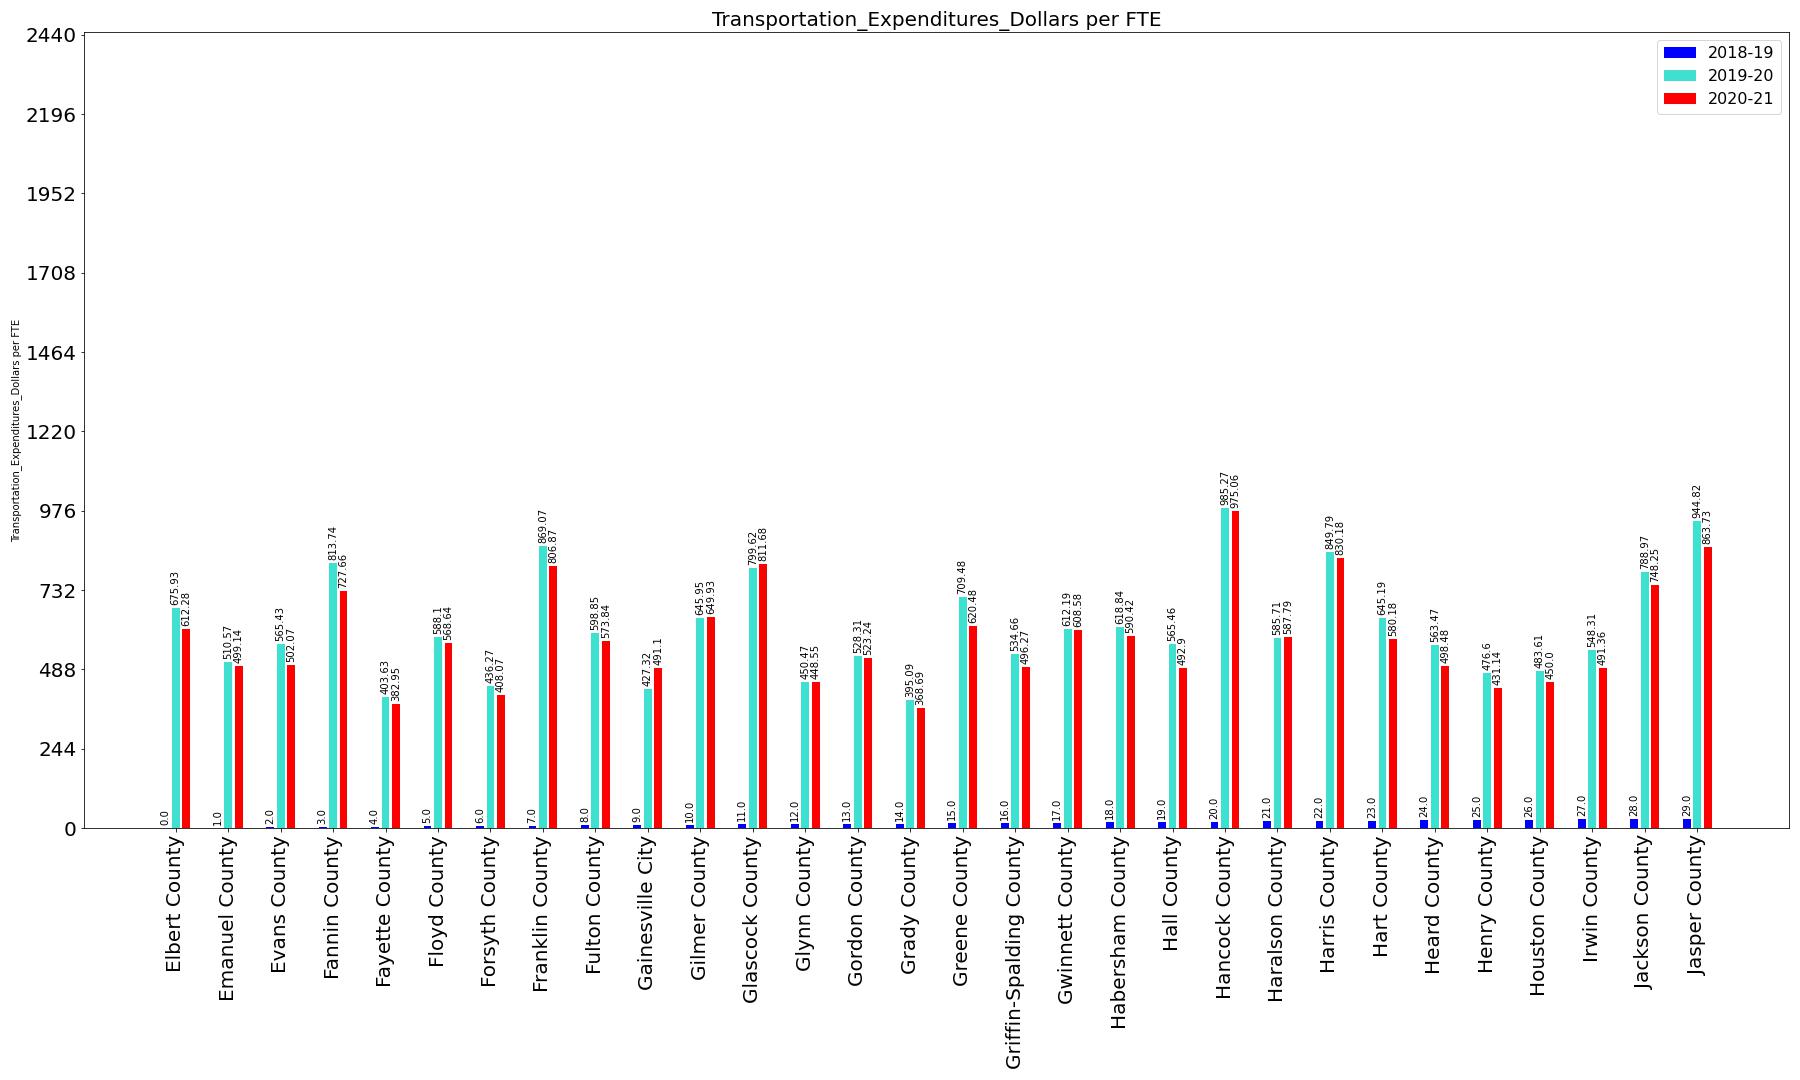 Transportation_Expenditures_Dollars per FTE
2018-19
2019-20
2020-21
Transportation_Expenditures_Dollars per FTE
2440
2196
1952
1708
1464
1220
976
732
488
244
0
0.0 675.93 612.28
1.0 510.57 499.14
2.0 565.43 502.07
3.0 813.74 727.66
4.0 403.63 382.95
5.0 588.1 568.64
6.0 436.27 408.07
7.0 869.07 806.87
8.0 598.85 573.84
9.0 427.32 491.1
10.0 645.95 649.93
11.0 799.62 811.68
12.0 450.47 448.55
13.0 528.31 523.24
14.0 395.09 368.69
15.0 709.48 620.48
16.0 534.66 496.27
17.0 612.19 608.58
18.0 618.84 590.42
19.0 565.46 492.9
20.0 985.27 975.06
21.0 585.71 587.79
22.0 849.79 830.18
23.0 645.19 580.18
24.0 563.47 498.48
25.0 476.6 431.14
26.0 483.61 450.0
27.0 548.31 491.36
28.0 788.97 748.25
29.0 944.82 863.73
Elbert County
Emanuel County
Evans County
Fannin County
Fayette County
Floyd County
Forsyth County
Franklin County
Fulton County
Gainesville City
Gilmer County
Glascock County
Glynn County
Gordon County
Grady County
Greene County
Griffin-Spalding County
Gwinnett County
Habersham County
Hall County
Hancock County
Haralson County
Harris County
Hart County
Heard County
Henry County
Houston County
Irwin County
Jackson County
Jasper County